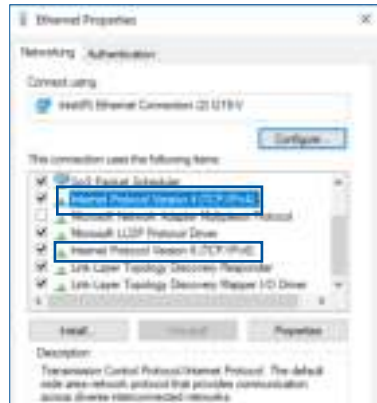 Ethernet Properties
Networking Authentication
Connect using:
Intel(R) Ethernet Connection (2) I219-V
Configure...
This connection uses the following items:
QoS Packet Scheduler
Internet Protocol Version 4 (TCP/IPv4)
Microsoft Network Adapter Multiplexor Protocol
Microsoft LLDP Protocol Driver
Internet Protocol Version 6 (TCP/IPv6)
Link-Layer Topology Discovery Responder
Link-Layer Topology Discovery Mapper I/O Driver
Install... Uninstall Properties
Description
Transmission Control Protocol/Internet Protocol. The default
wide area network protocol that provides communication
across diverse interconnected networks.